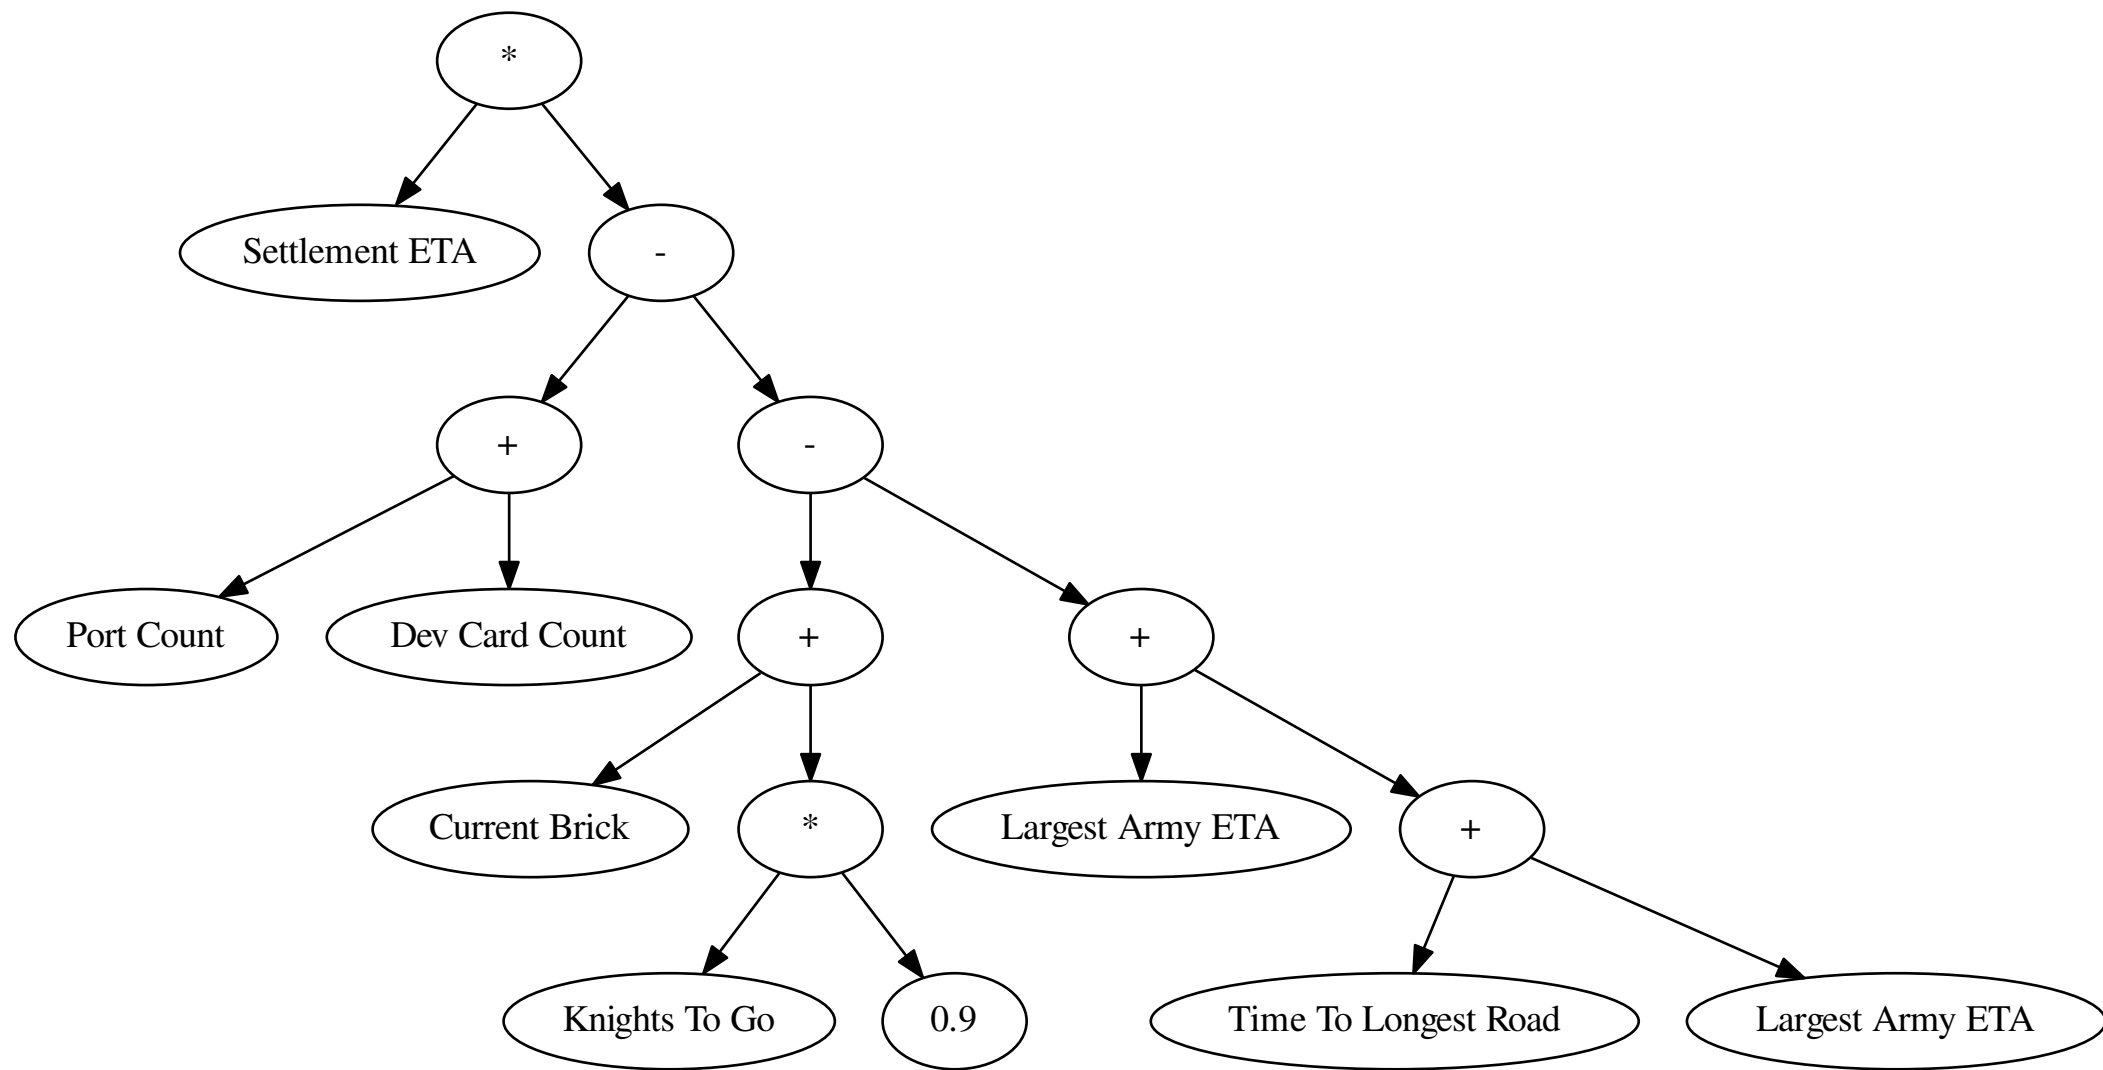 *
Settlement ETA
-
+
-
Port Count
Dev Card Count
+
+
Current Brick
*
Largest Army ETA
+
Knights To Go
0.9
Time To Longest Road
Largest Army ETA